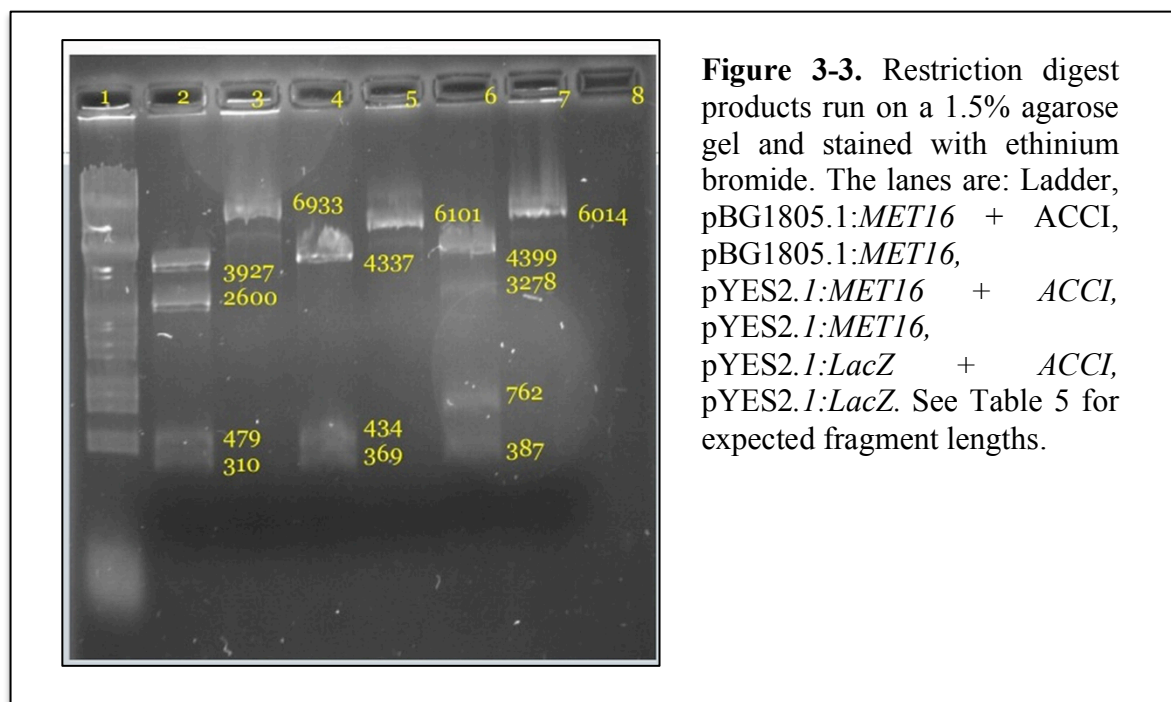 1 2 3 4 5 6 7 8
6933
6101
6014
3927
4337
4399
2600
3278
762
479
434
387
310
369
Figure 3-3. Restriction digest
products run on a 1.5% agarose
gel and stained with ethinium
bromide. The lanes are: Ladder,
pBG1805.1:MET16 + ACCI,
pBG1805.1:MET16,
pYES2.1:MET16 + ACCI,
pYES2.1:MET16,
pYES2.1:LacZ + ACCI,
pYES2.1:LacZ. See Table 5 for
expected fragment lengths.